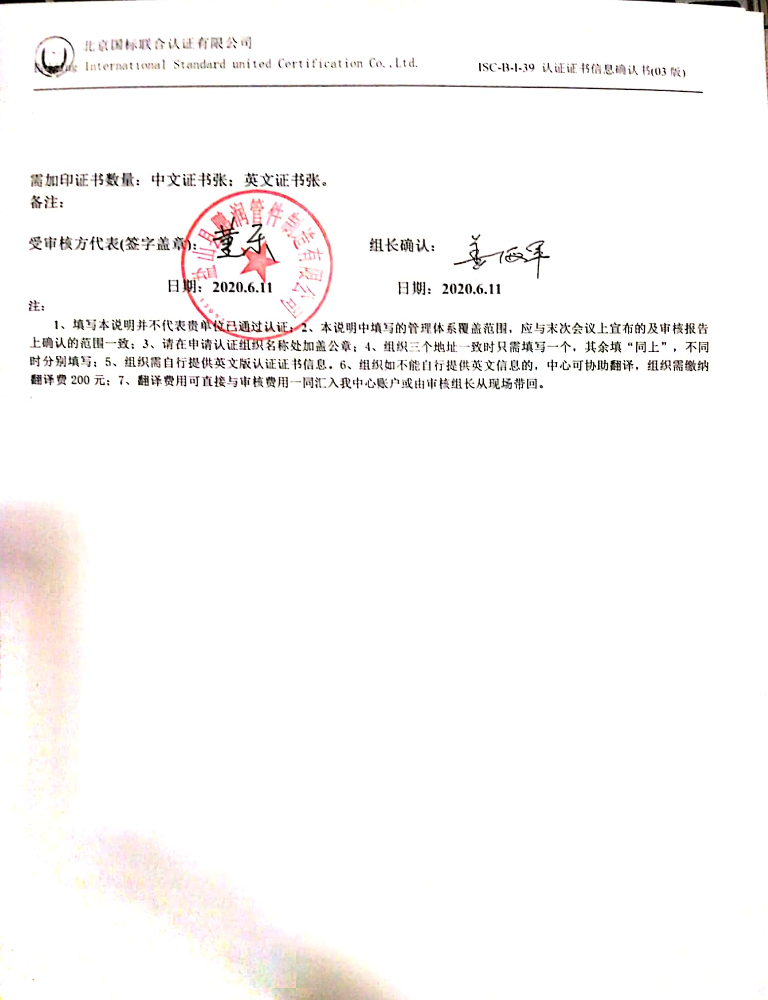 北京国标联合认证有限公司
Beijing International Standard united Certification Co.,Ltd.
ISC-B-I-39 认证证书信息确认书(03 版)
需加印证书数量：中文证书张；英文证书张。
备注：
孟山县鹏润管件制造有限公司
受审核方代表(签字盖章)：董乐
组长确认：姜海军
日期：2020.6.11
日期：2020.6.11
注：
1、填写本说明并不代表贵单位已通过认证；2、本说明中填写的管理体系覆盖范围，应与末次会议上宣布的及审核报告
上确认的范围一致；3、请在申请认证组织名称处加盖公章；4、组织三个地址一致时只需填写一个，其余填“同上”，不同
时分别填写；5、组织需自行提供英文版认证证书信息。6、组织如不能自行提供英文信息的，中心可协助翻译，组织需缴纳
翻译费 200 元；7、翻译费用可直接与审核费用一同汇入我中心账户或由审核组长从现场带回。